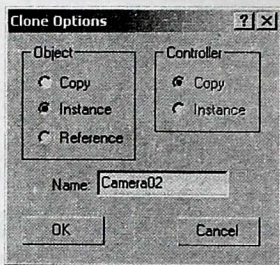 Clone Options
Object
Copy
Instance
Reference
Controller
Copy
Instance
Name: Camera02
OK
Cancel